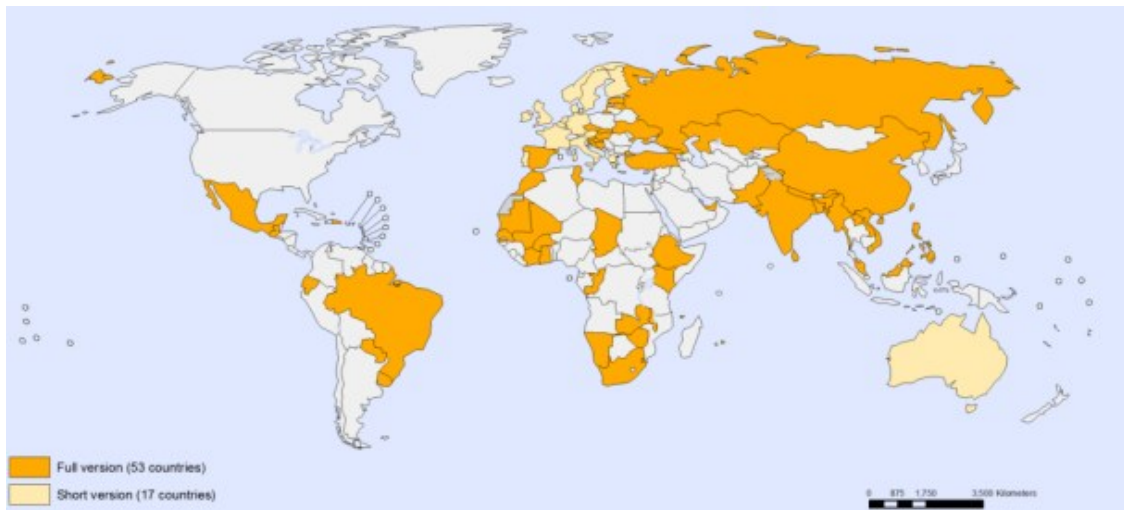 Full version (53 countries)
Short version (17 countries)
0 875 1,750 3,500 Kilometers